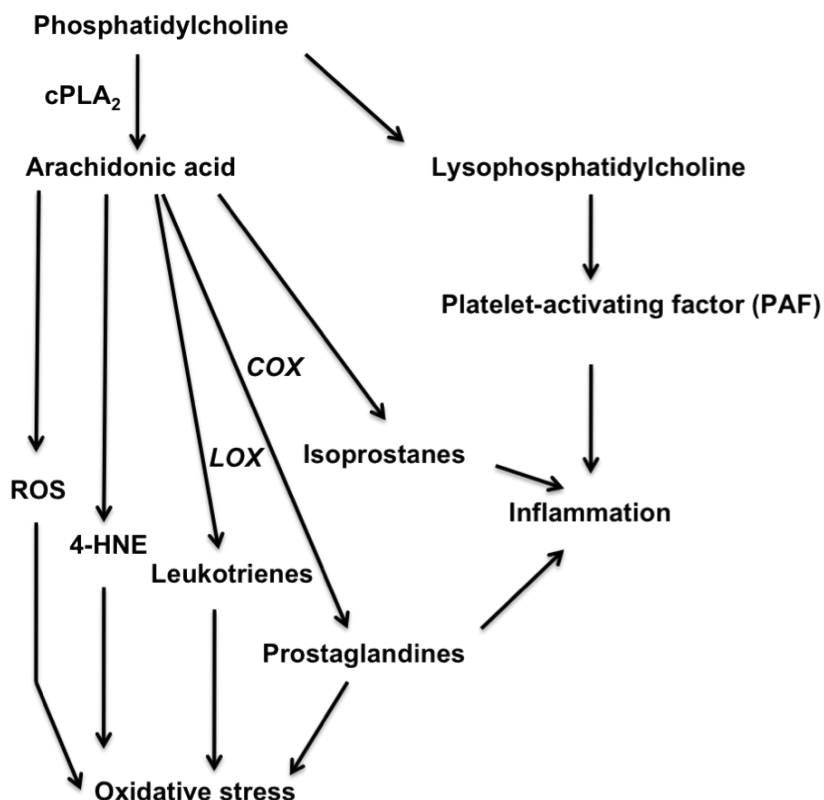 Phosphatidylcholine
cPLA₂
Arachidonic acid
Lysophosphatidylcholine
Platelet-activating factor (PAF)
COX
LOX
Isoprostanes
ROS
Inflammation
4-HNE
Leukotrienes
Prostaglandines
Oxidative stress